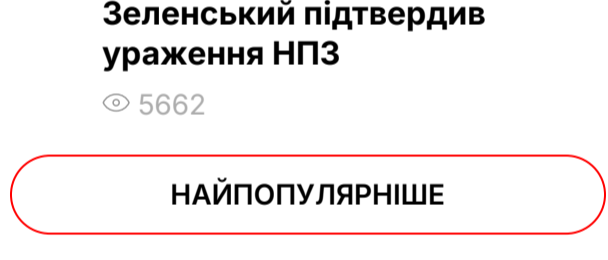 Зеленський підтвердив
ураження НПЗ
5662
НАЙПОПУЛЯРНІШЕ